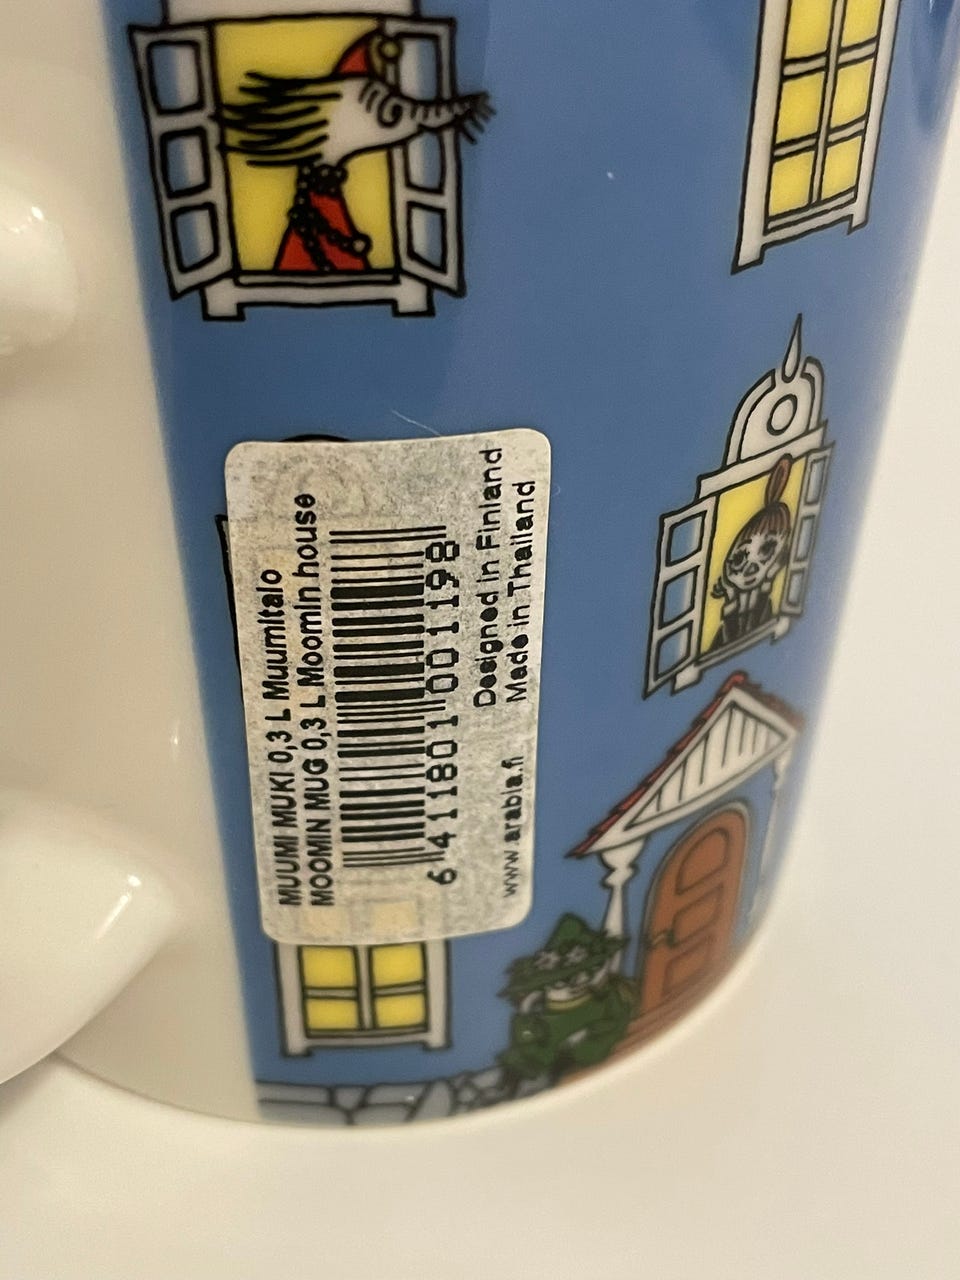 MUUMI MUKI 0,3 L Muumitalo
MOOMIN MUG 0,3 L Moomin house
6 411801 001198
Designed in Finland
Made in Thailand
www.arabia.fi